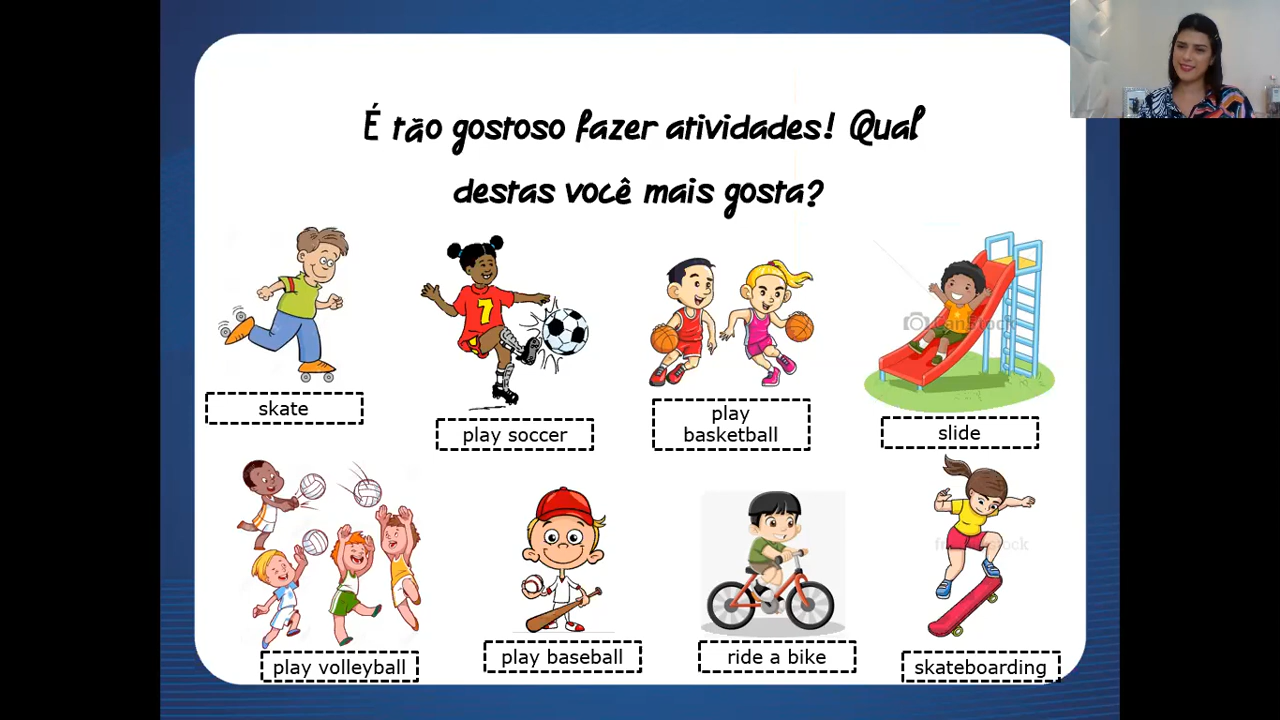 É tão gostoso fazer atividades! Qual
destas você mais gosta?
skate
play soccer
play
basketball
slide
play volleyball
play baseball
ride a bike
skateboarding